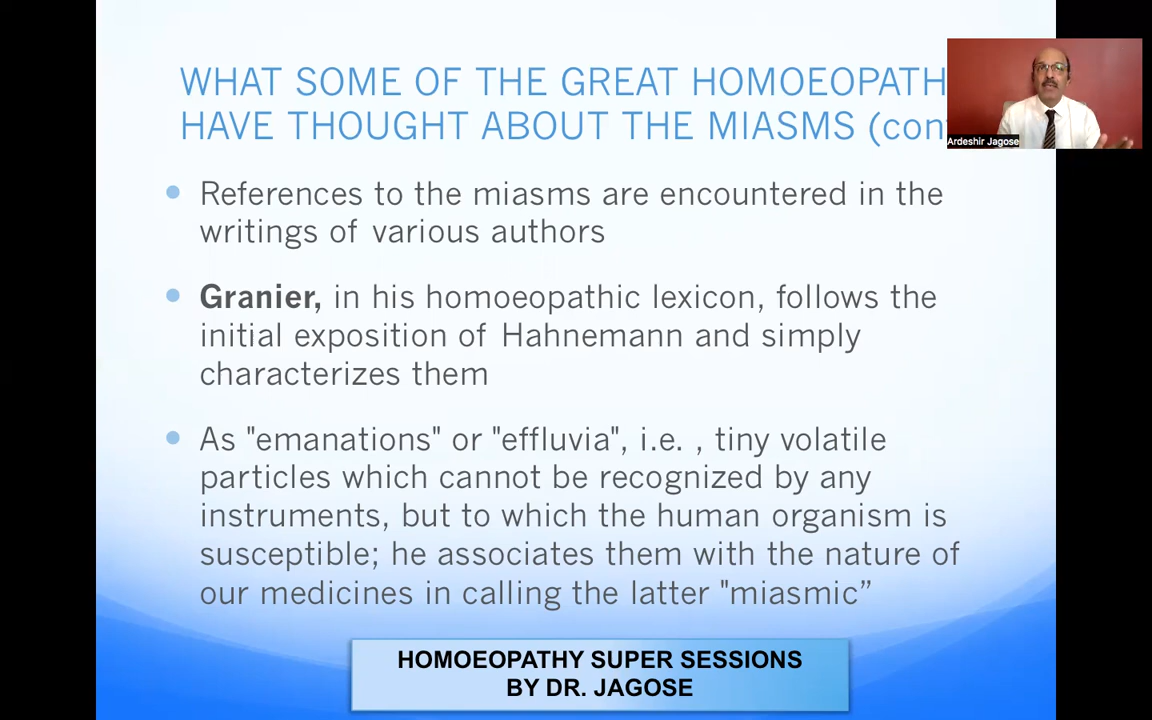 WHAT SOME OF THE GREAT HOMOEOPATH
HAVE THOUGHT ABOUT THE MIASMS (con
Ardeshir Jagose
• References to the miasms are encountered in the
writings of various authors
• Granier, in his homoeopathic lexicon, follows the
initial exposition of Hahnemann and simply
characterizes them
• As "emanations" or "effluvia", i.e. , tiny volatile
particles which cannot be recognized by any
instruments, but to which the human organism is
susceptible; he associates them with the nature of
our medicines in calling the latter "miasmic”
HOMOEOPATHY SUPER SESSIONS
BY DR. JAGOSE